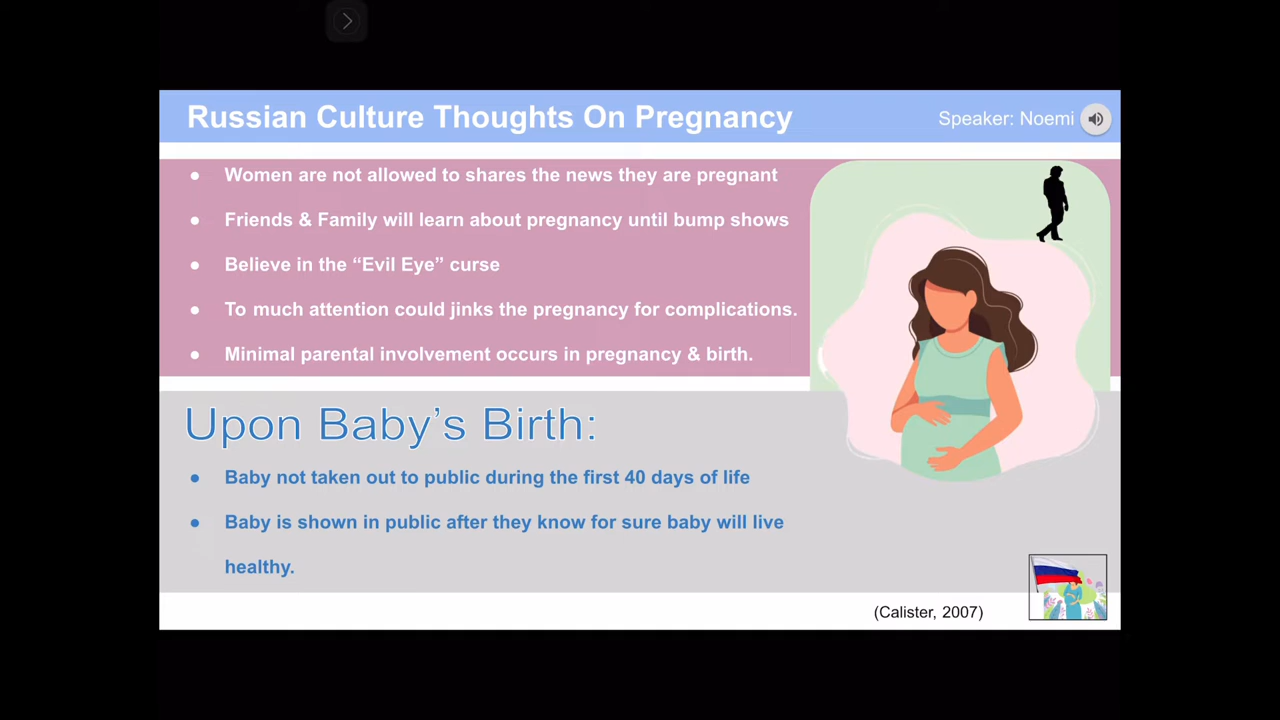 Russian Culture Thoughts On Pregnancy
Speaker: Noemi
● Women are not allowed to shares the news they are pregnant
● Friends & Family will learn about pregnancy until bump shows
● Believe in the “Evil Eye” curse
● To much attention could jinks the pregnancy for complications.
● Minimal parental involvement occurs in pregnancy & birth.
Upon Baby’s Birth:
● Baby not taken out to public during the first 40 days of life
● Baby is shown in public after they know for sure baby will live
healthy.
(Calister, 2007)